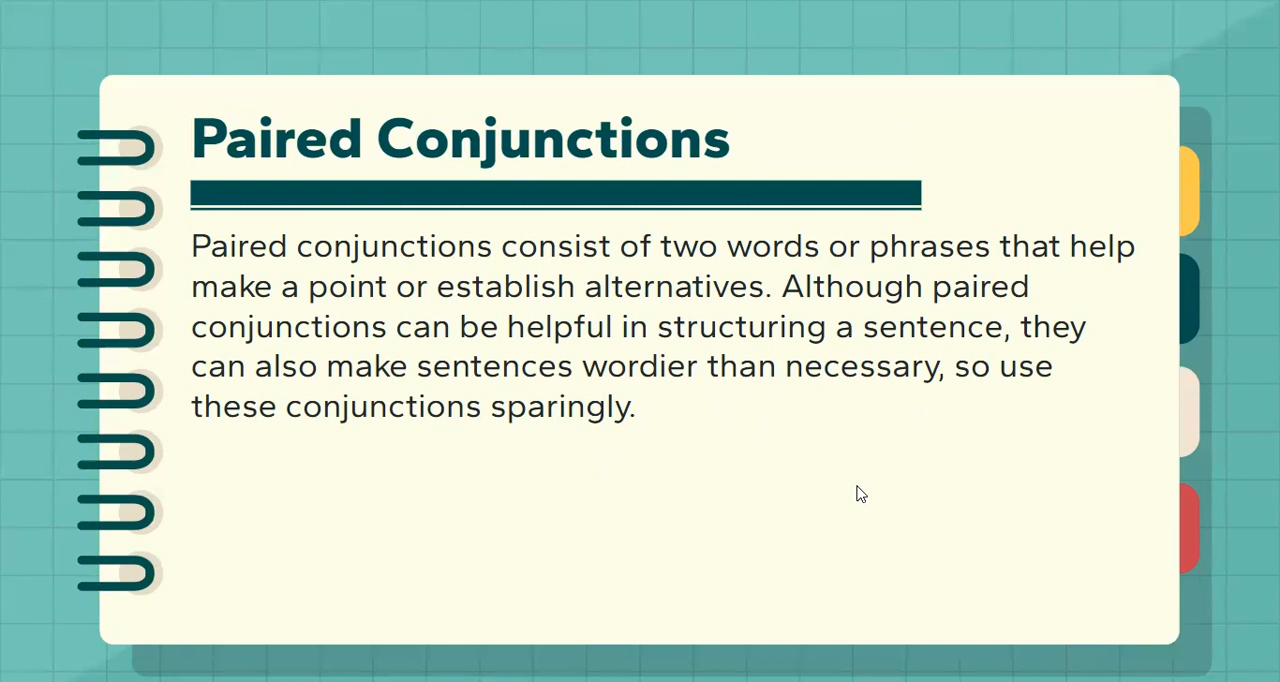 Paired Conjunctions
Paired conjunctions consist of two words or phrases that help
make a point or establish alternatives. Although paired
conjunctions can be helpful in structuring a sentence, they
can also make sentences wordier than necessary, so use
these conjunctions sparingly.